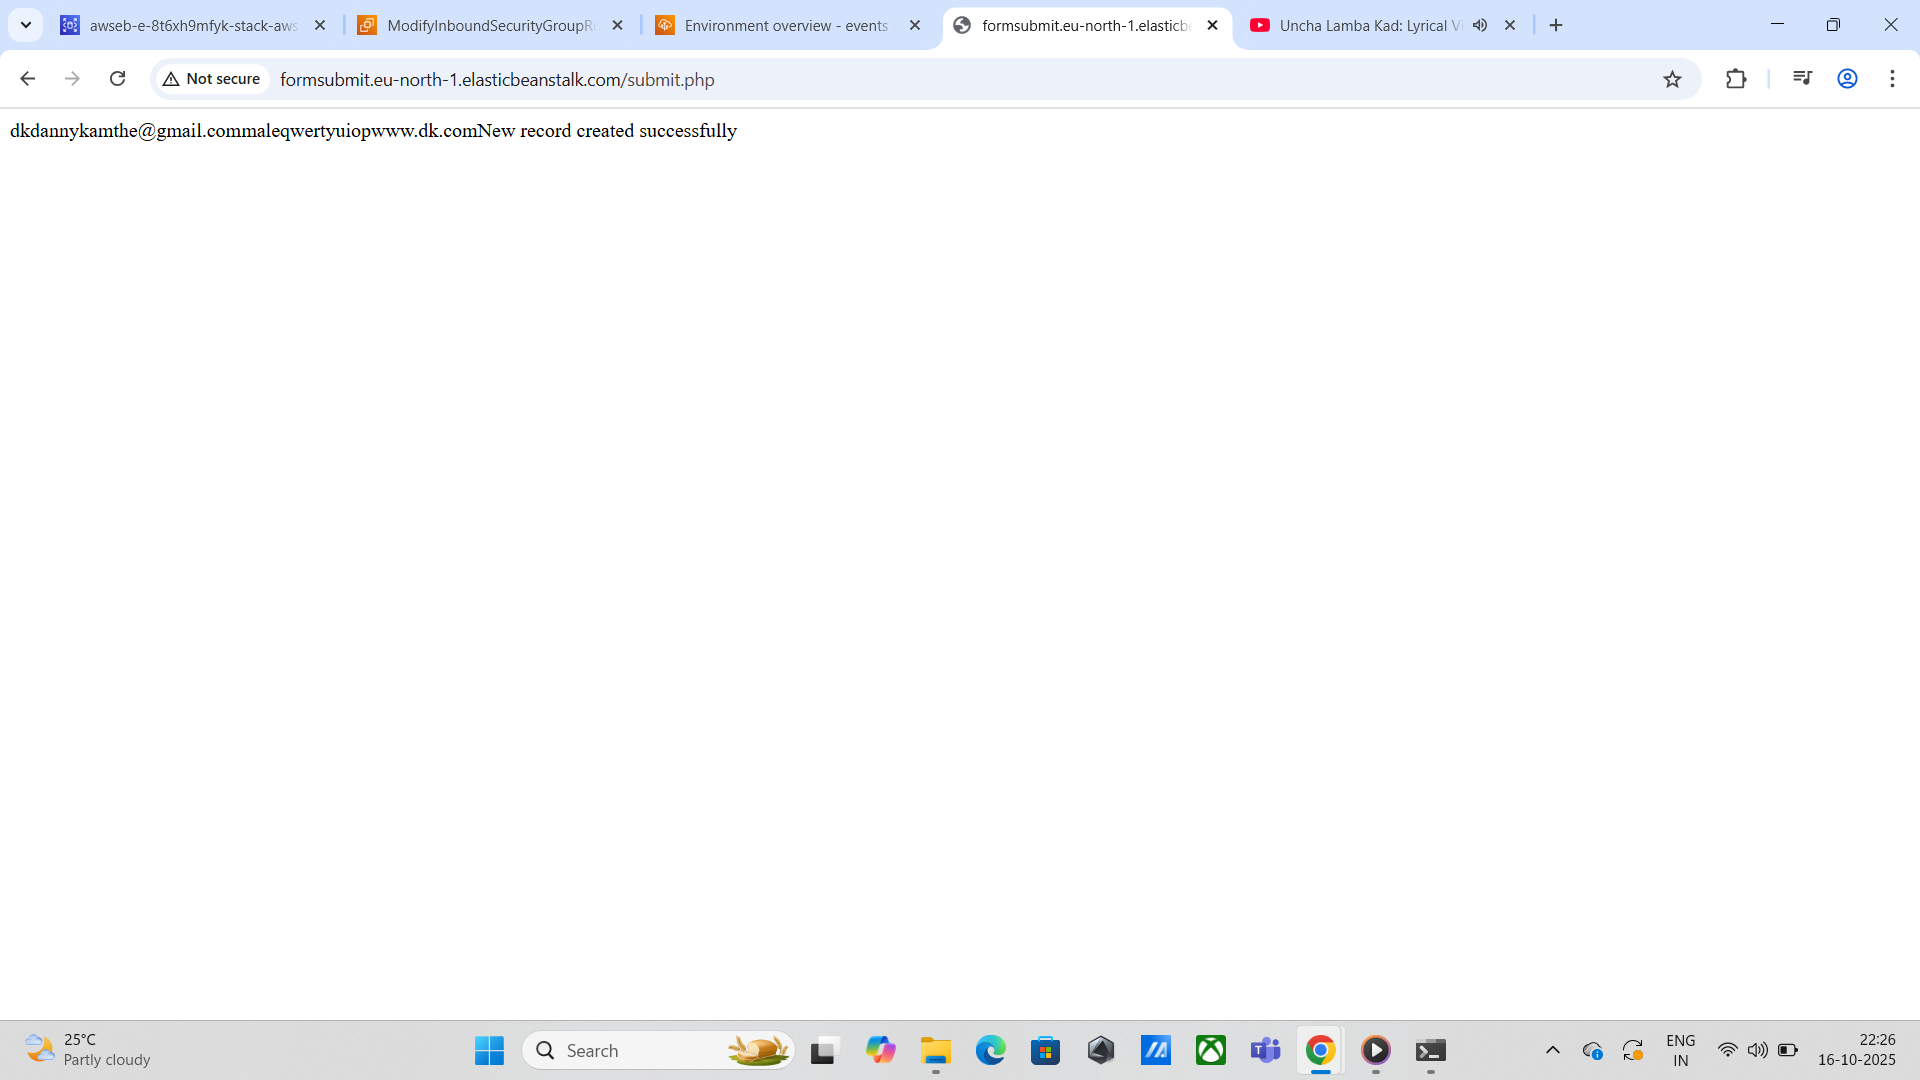 awseb-e-8t6xh9mfyk-stack-aws
ModifyInboundSecurityGroupR
Environment overview - events
formsubmit.eu-north-1.elasticbe
Uncha Lamba Kad: Lyrical Vi
Not secure
formsubmit.eu-north-1.elasticbeanstalk.com/submit.php
dkdannykamthe@gmail.commaleqwertyuiopwww.dk.comNew record created successfully
25°C
Partly cloudy
Search
ENG
IN
22:26
16-10-2025